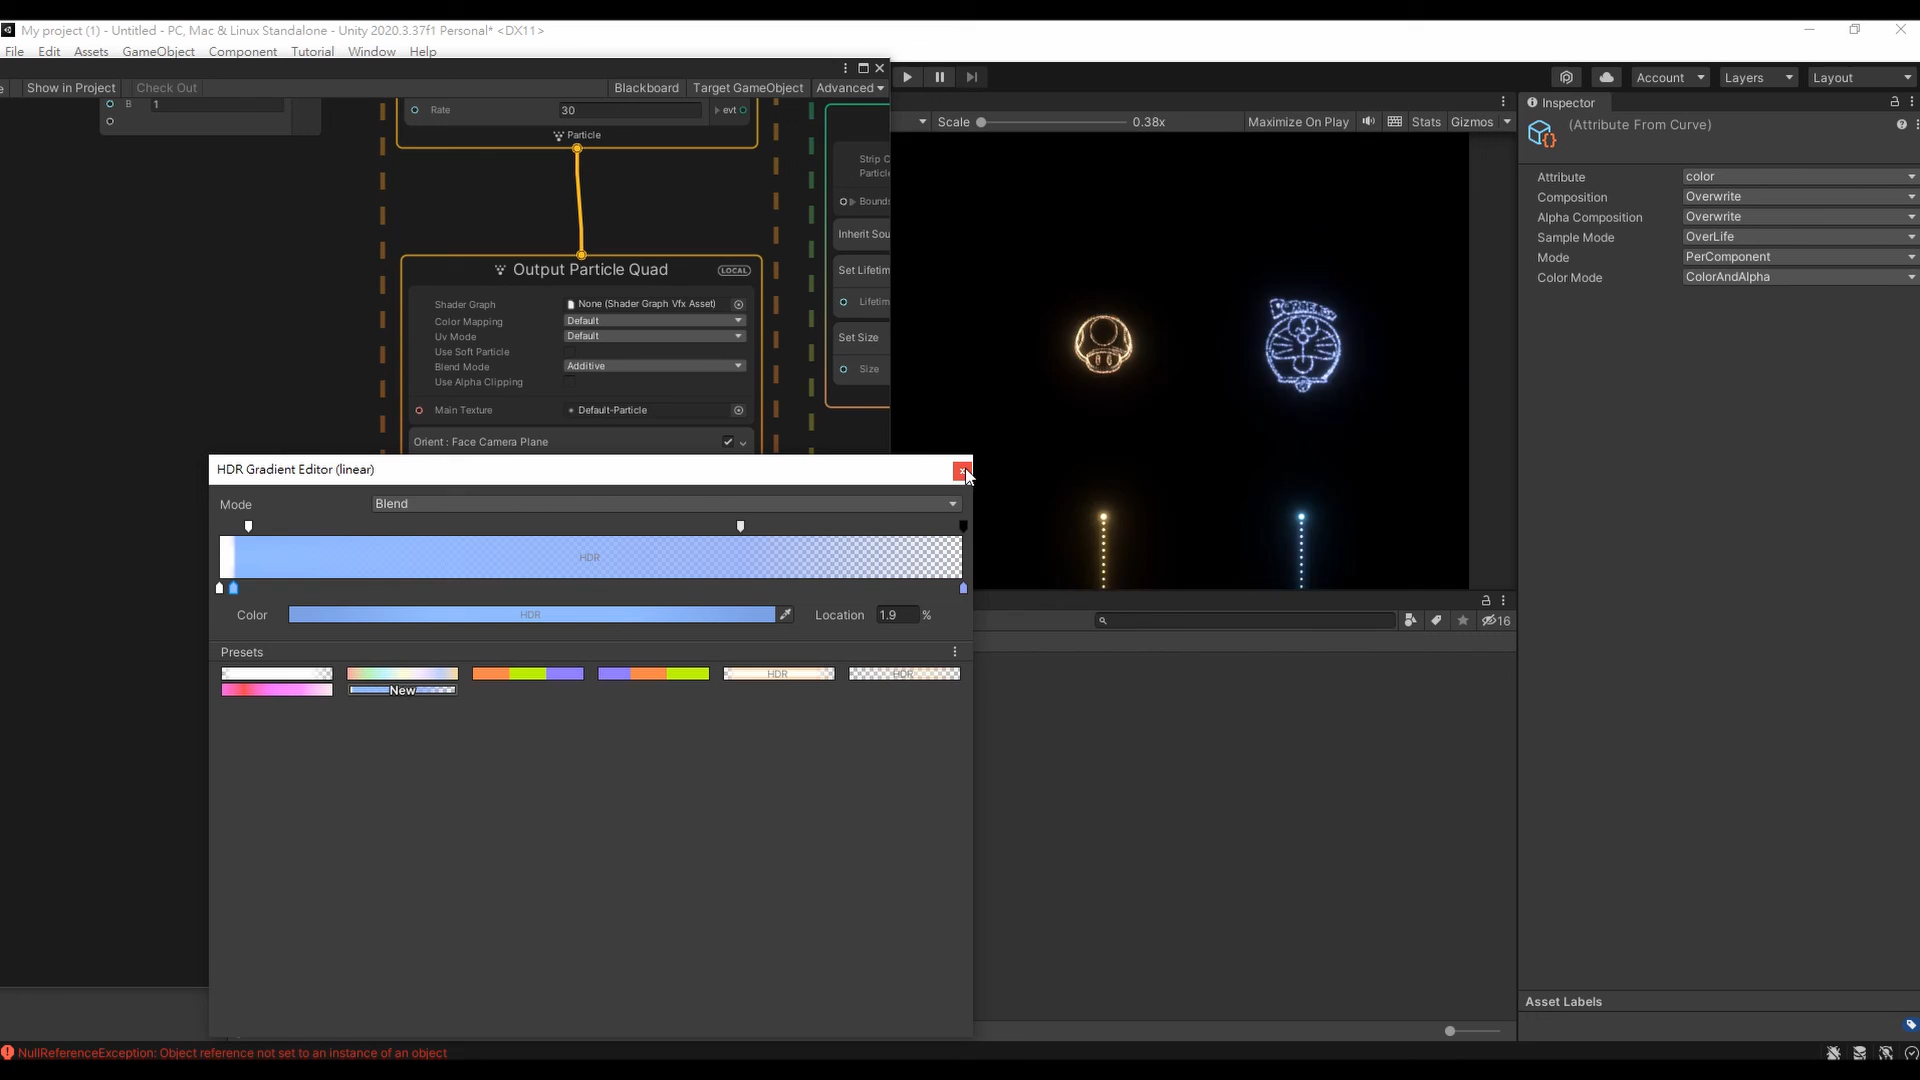 My project (1) - Untitled - PC, Mac & Linux Standalone - Unity 2020.3.37f1 Personal* <DX11>
File Edit Assets GameObject Component Tutorial Window Help
Show in Project Check Out Blackboard Target GameObject Advanced
Account Layers Layout
B 1
Rate 30 evt
Particle
Scale 0.38x Maximize On Play Stats Gizmos
Inspector
(Attribute From Curve)
Attribute color
Composition Overwrite
Alpha Composition Overwrite
Sample Mode OverLife
Mode PerComponent
Color Mode ColorAndAlpha
Strip C
Particle
Bounds
Inherit Sou
Set Lifetim
Lifetim
Set Size
Size
Output Particle Quad LOCAL
Shader Graph None (Shader Graph Vfx Asset)
Color Mapping Default
Uv Mode Default
Use Soft Particle
Blend Mode Additive
Use Alpha Clipping
Main Texture Default-Particle
Orient : Face Camera Plane
HDR Gradient Editor (linear)
Mode Blend
HDR
Color HDR Location 1.9 %
Presets
HDR HDR
New
16
Asset Labels
NullReferenceException: Object reference not set to an instance of an object